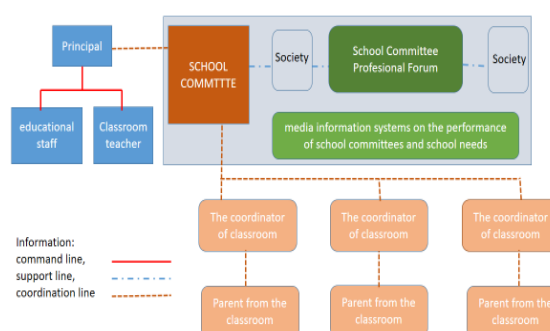 Principal
SCHOOL
COMMTTTE
Society
School Committee
Profesional Forum
Society
educational
staff
Classroom
teacher
media information systems on the performance
of school committees and school needs
The coordinator
of classroom
The coordinator
of classroom
The coordinator
of classroom
Information:
command line,
support line,
coordination line
Parent from the
classroom
Parent from the
classroom
Parent from the
classroom